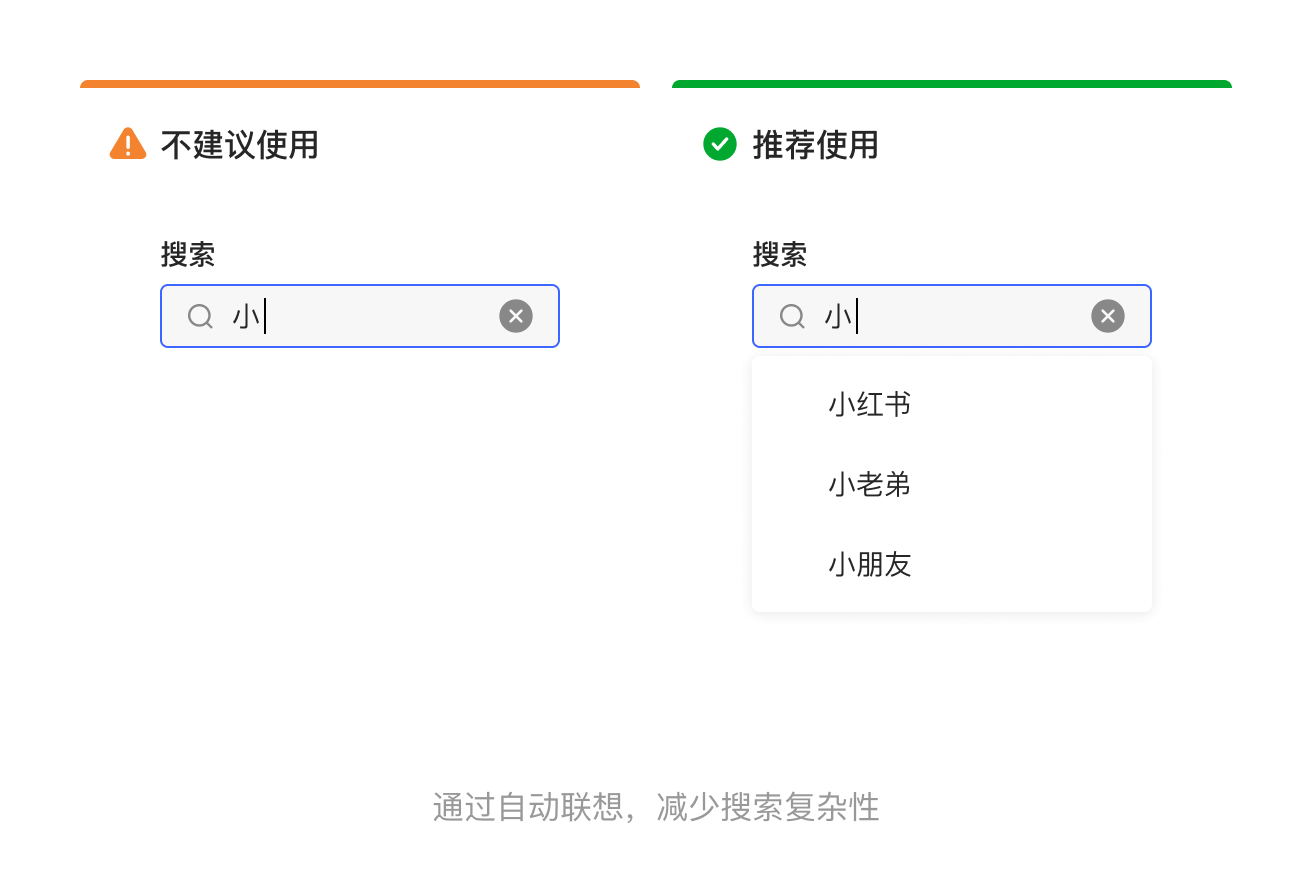 不建议使用
搜索
小
推荐使用
搜索
小
小红书
小老弟
小朋友
通过自动联想，减少搜索复杂性